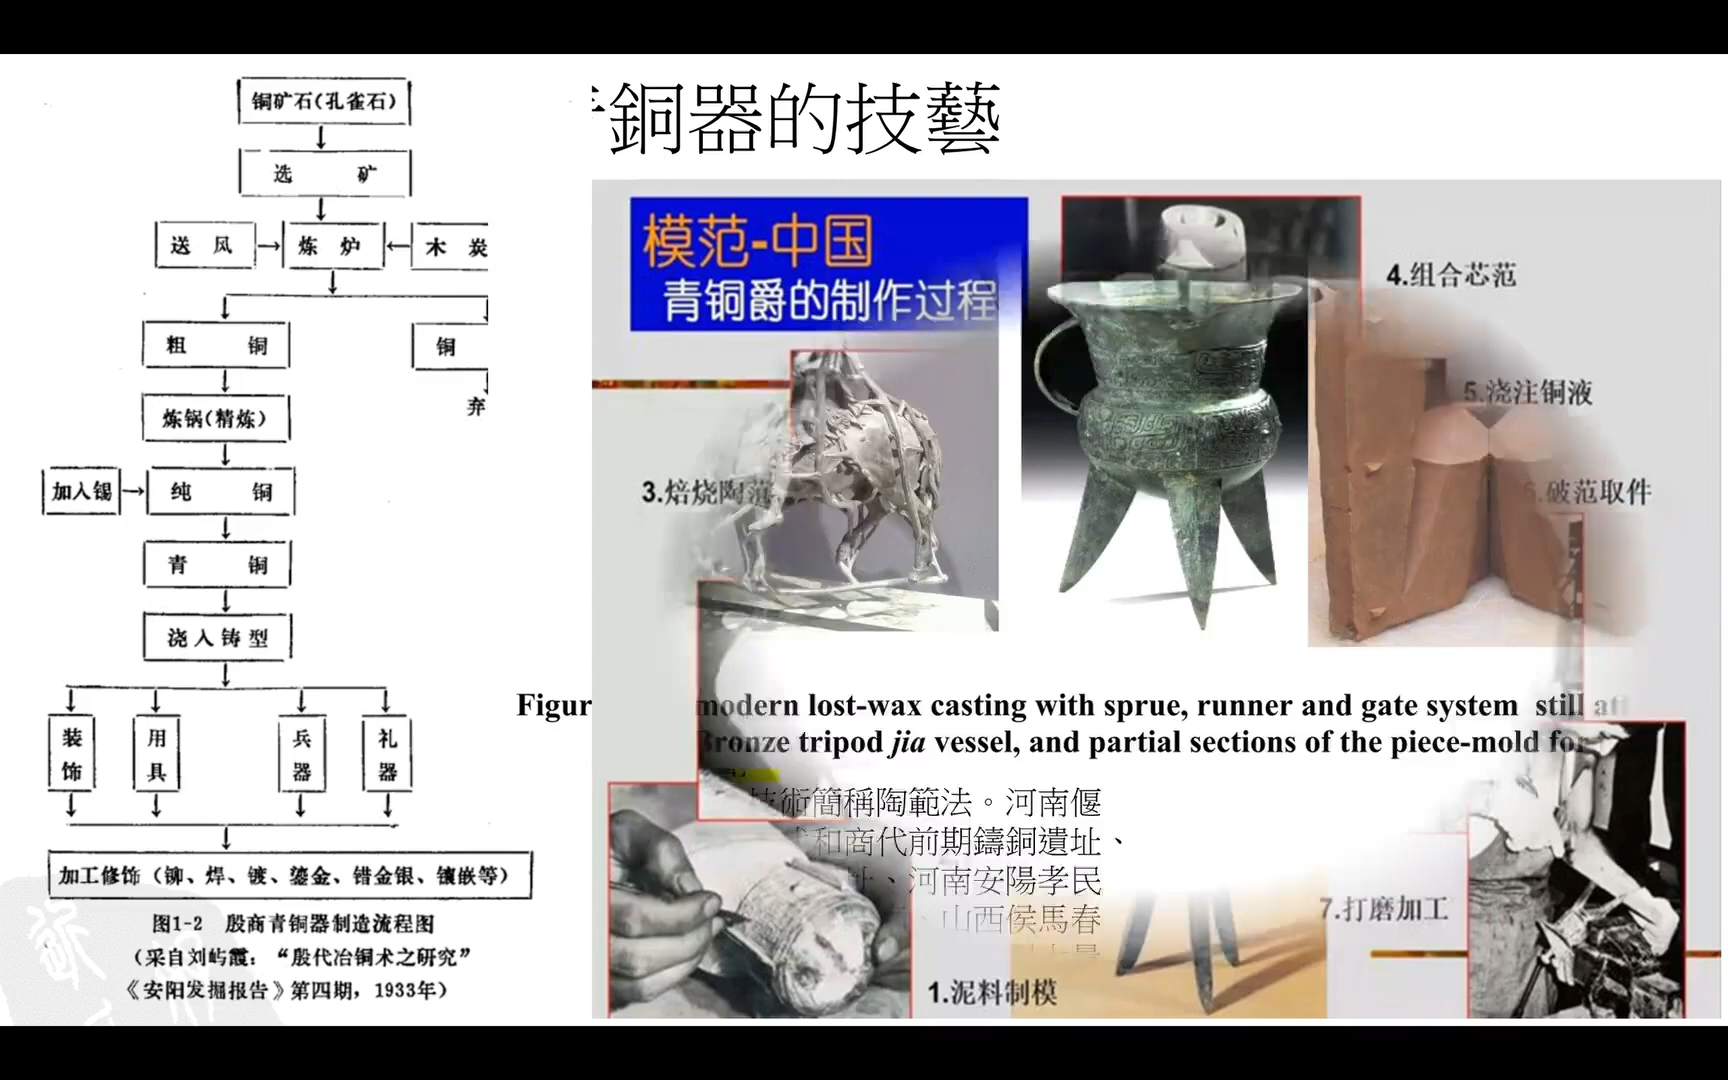 銅器的技藝
铜矿石(孔雀石)
选 矿
送 风
炼 炉
木 炭
粗 铜
铜
炼锅(精炼)
弃
加入锡
纯 铜
青 铜
浇入铸型
装饰
用具
兵器
礼器
加工修饰(铆、焊、镀、鎏金、错金银、镶嵌等)
图1-2 殷商青铜器制造流程图
(采自刘屿霞:“殷代冶铜术之研究”
《安阳发掘报告》第四期,1933年)
模范-中国
青铜爵的制作过程
4.组合芯范
5.浇注铜液
3.焙烧陶范
6.破范取件
Figur
modern lost-wax casting with sprue, runner and gate system still att
Bronze tripod jia vessel, and partial sections of the piece-mold for
技術簡稱陶範法。河南偃
和商代前期鑄銅遺址、
址、河南安陽孝民
、山西侯馬春
7.打磨加工
1.泥料制模